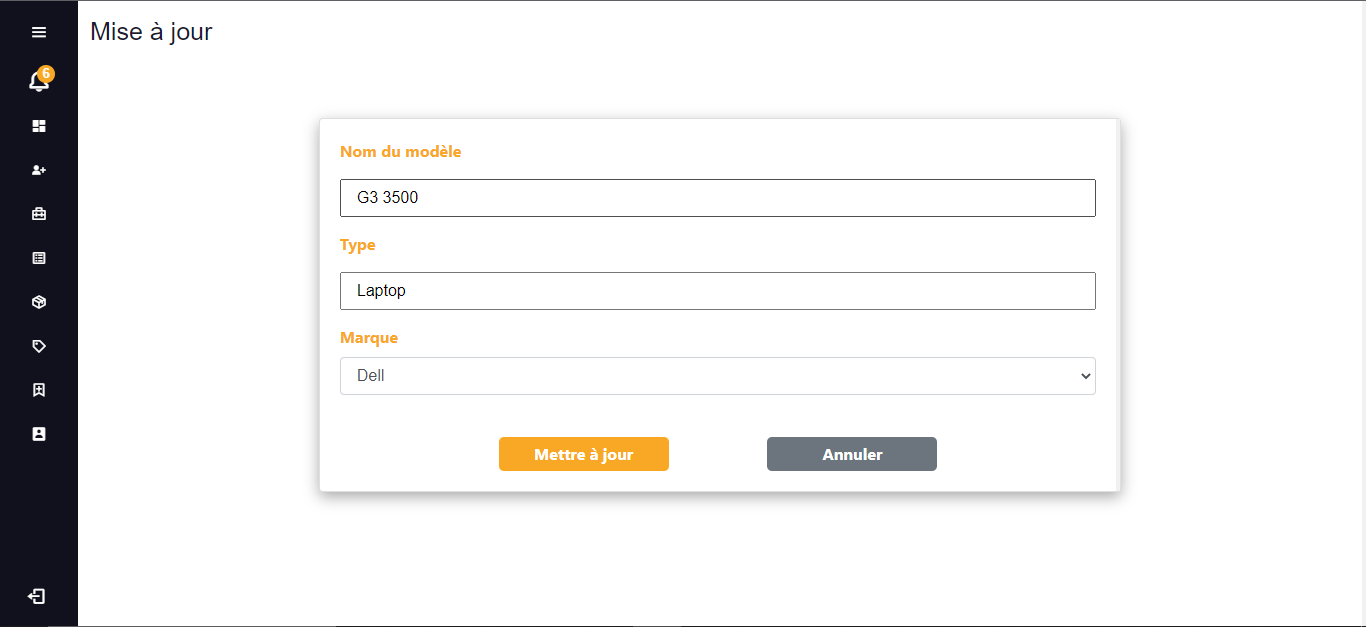 Mise à jour
6
Nom du modèle
G3 3500
Type
Laptop
Marque
Dell
Mettre à jour
Annuler